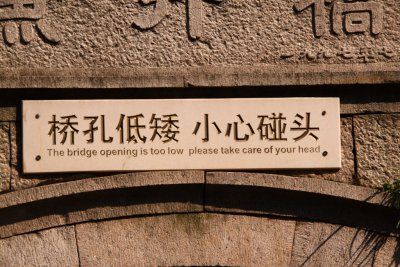 桥孔低矮 小心碰头
The bridge opening is too low please take care of your head